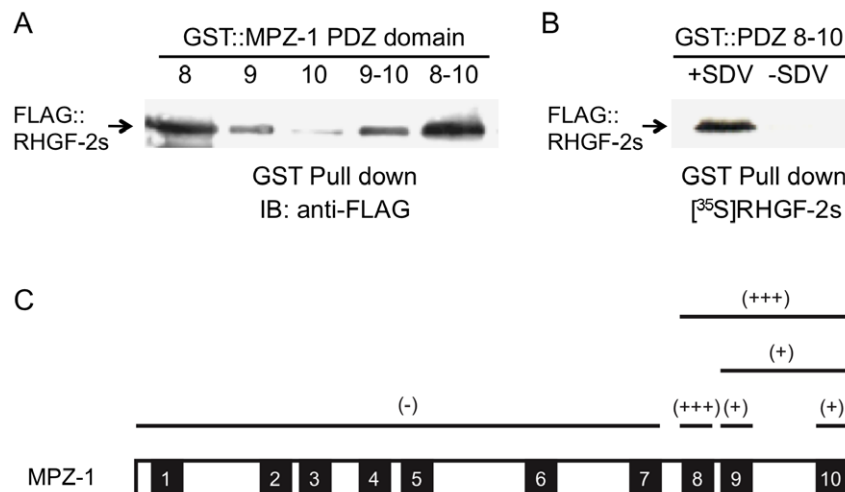 A
GST::MPZ-1 PDZ domain
8 9 10 9-10 8-10
FLAG::
RHGF-2s
GST Pull down
IB: anti-FLAG
B
GST::PDZ 8-10
+SDV -SDV
FLAG::
RHGF-2s
GST Pull down
[³⁵S]RHGF-2s
C
(+++)
(+)
(-) (+++) (+) (+)
MPZ-1 1 2 3 4 5 6 7 8 9 10